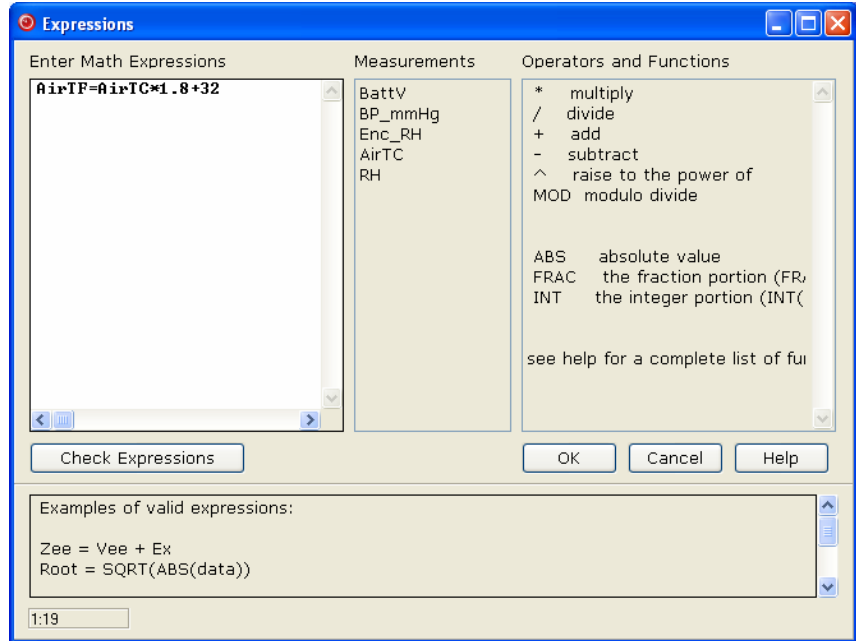 Expressions
Enter Math Expressions
AirTF=AirTC*1.8+32
Measurements
BattV
BP_mmHg
Enc_RH
AirTC
RH
Operators and Functions
* multiply
/ divide
+ add
- subtract
^ raise to the power of
MOD modulo divide
ABS absolute value
FRAC the fraction portion (FR
INT the integer portion (INT(
see help for a complete list of
Check Expressions
OK
Cancel
Help
Examples of valid expressions:
Zee = Vee + Ex
Root = SQRT(ABS(data))
1:19